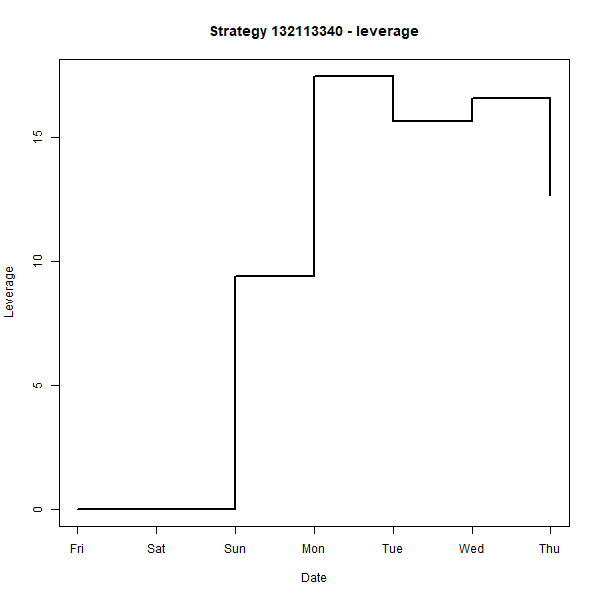 Strategy 132113340 - leverage
15
10
5
0
Leverage
Fri Sat Sun Mon Tue Wed Thu
Date